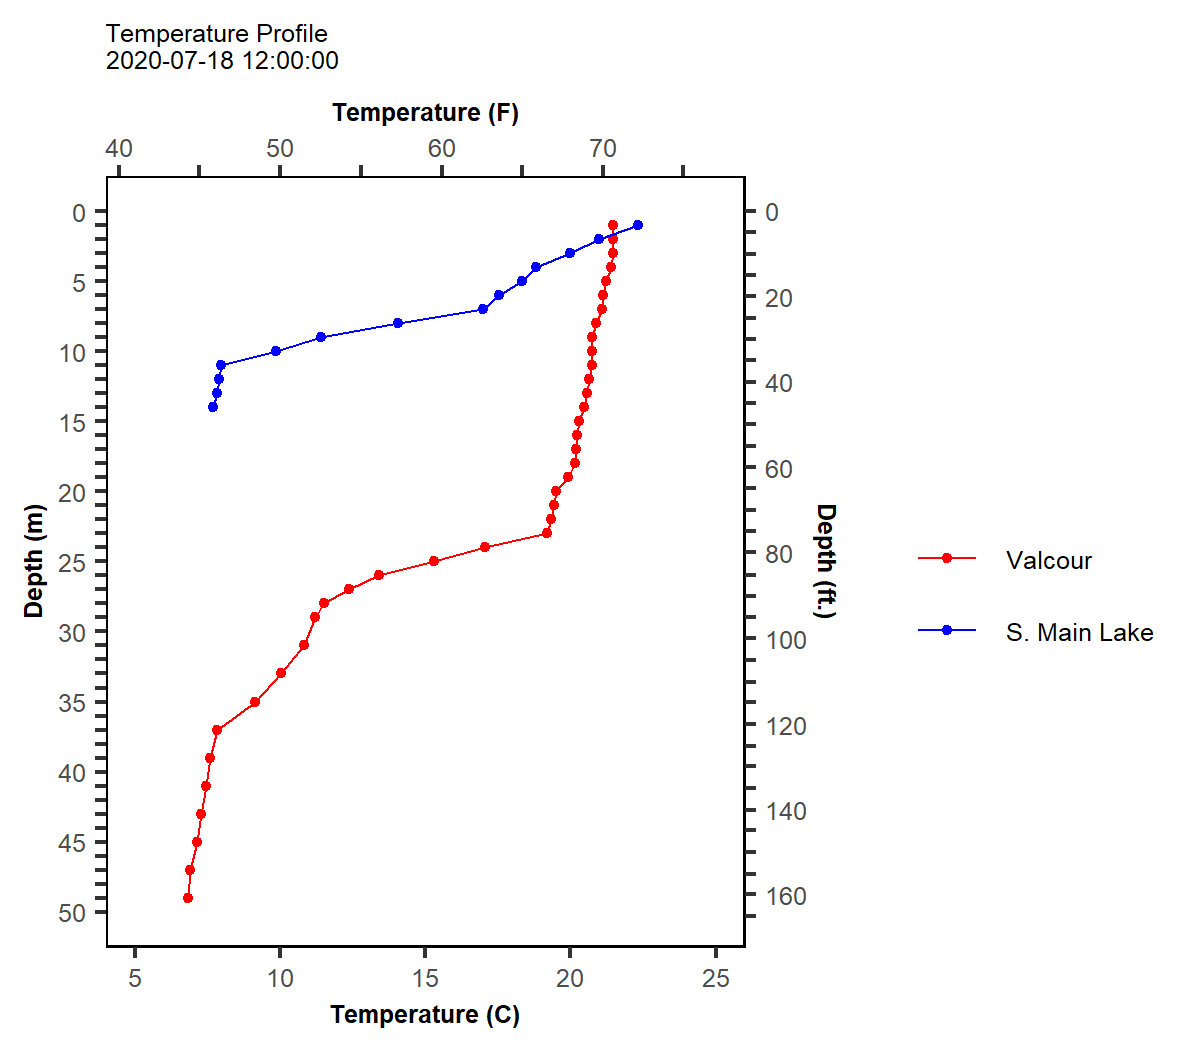 Temperature Profile
2020-07-18 12:00:00
Temperature (F)
40 50 60 70
0
5
10
15
20
25
30
35
40
45
50
Depth (m)
0
20
40
60
80
100
120
140
160
Depth (ft.)
Valcour
S. Main Lake
5 10 15 20 25
Temperature (C)